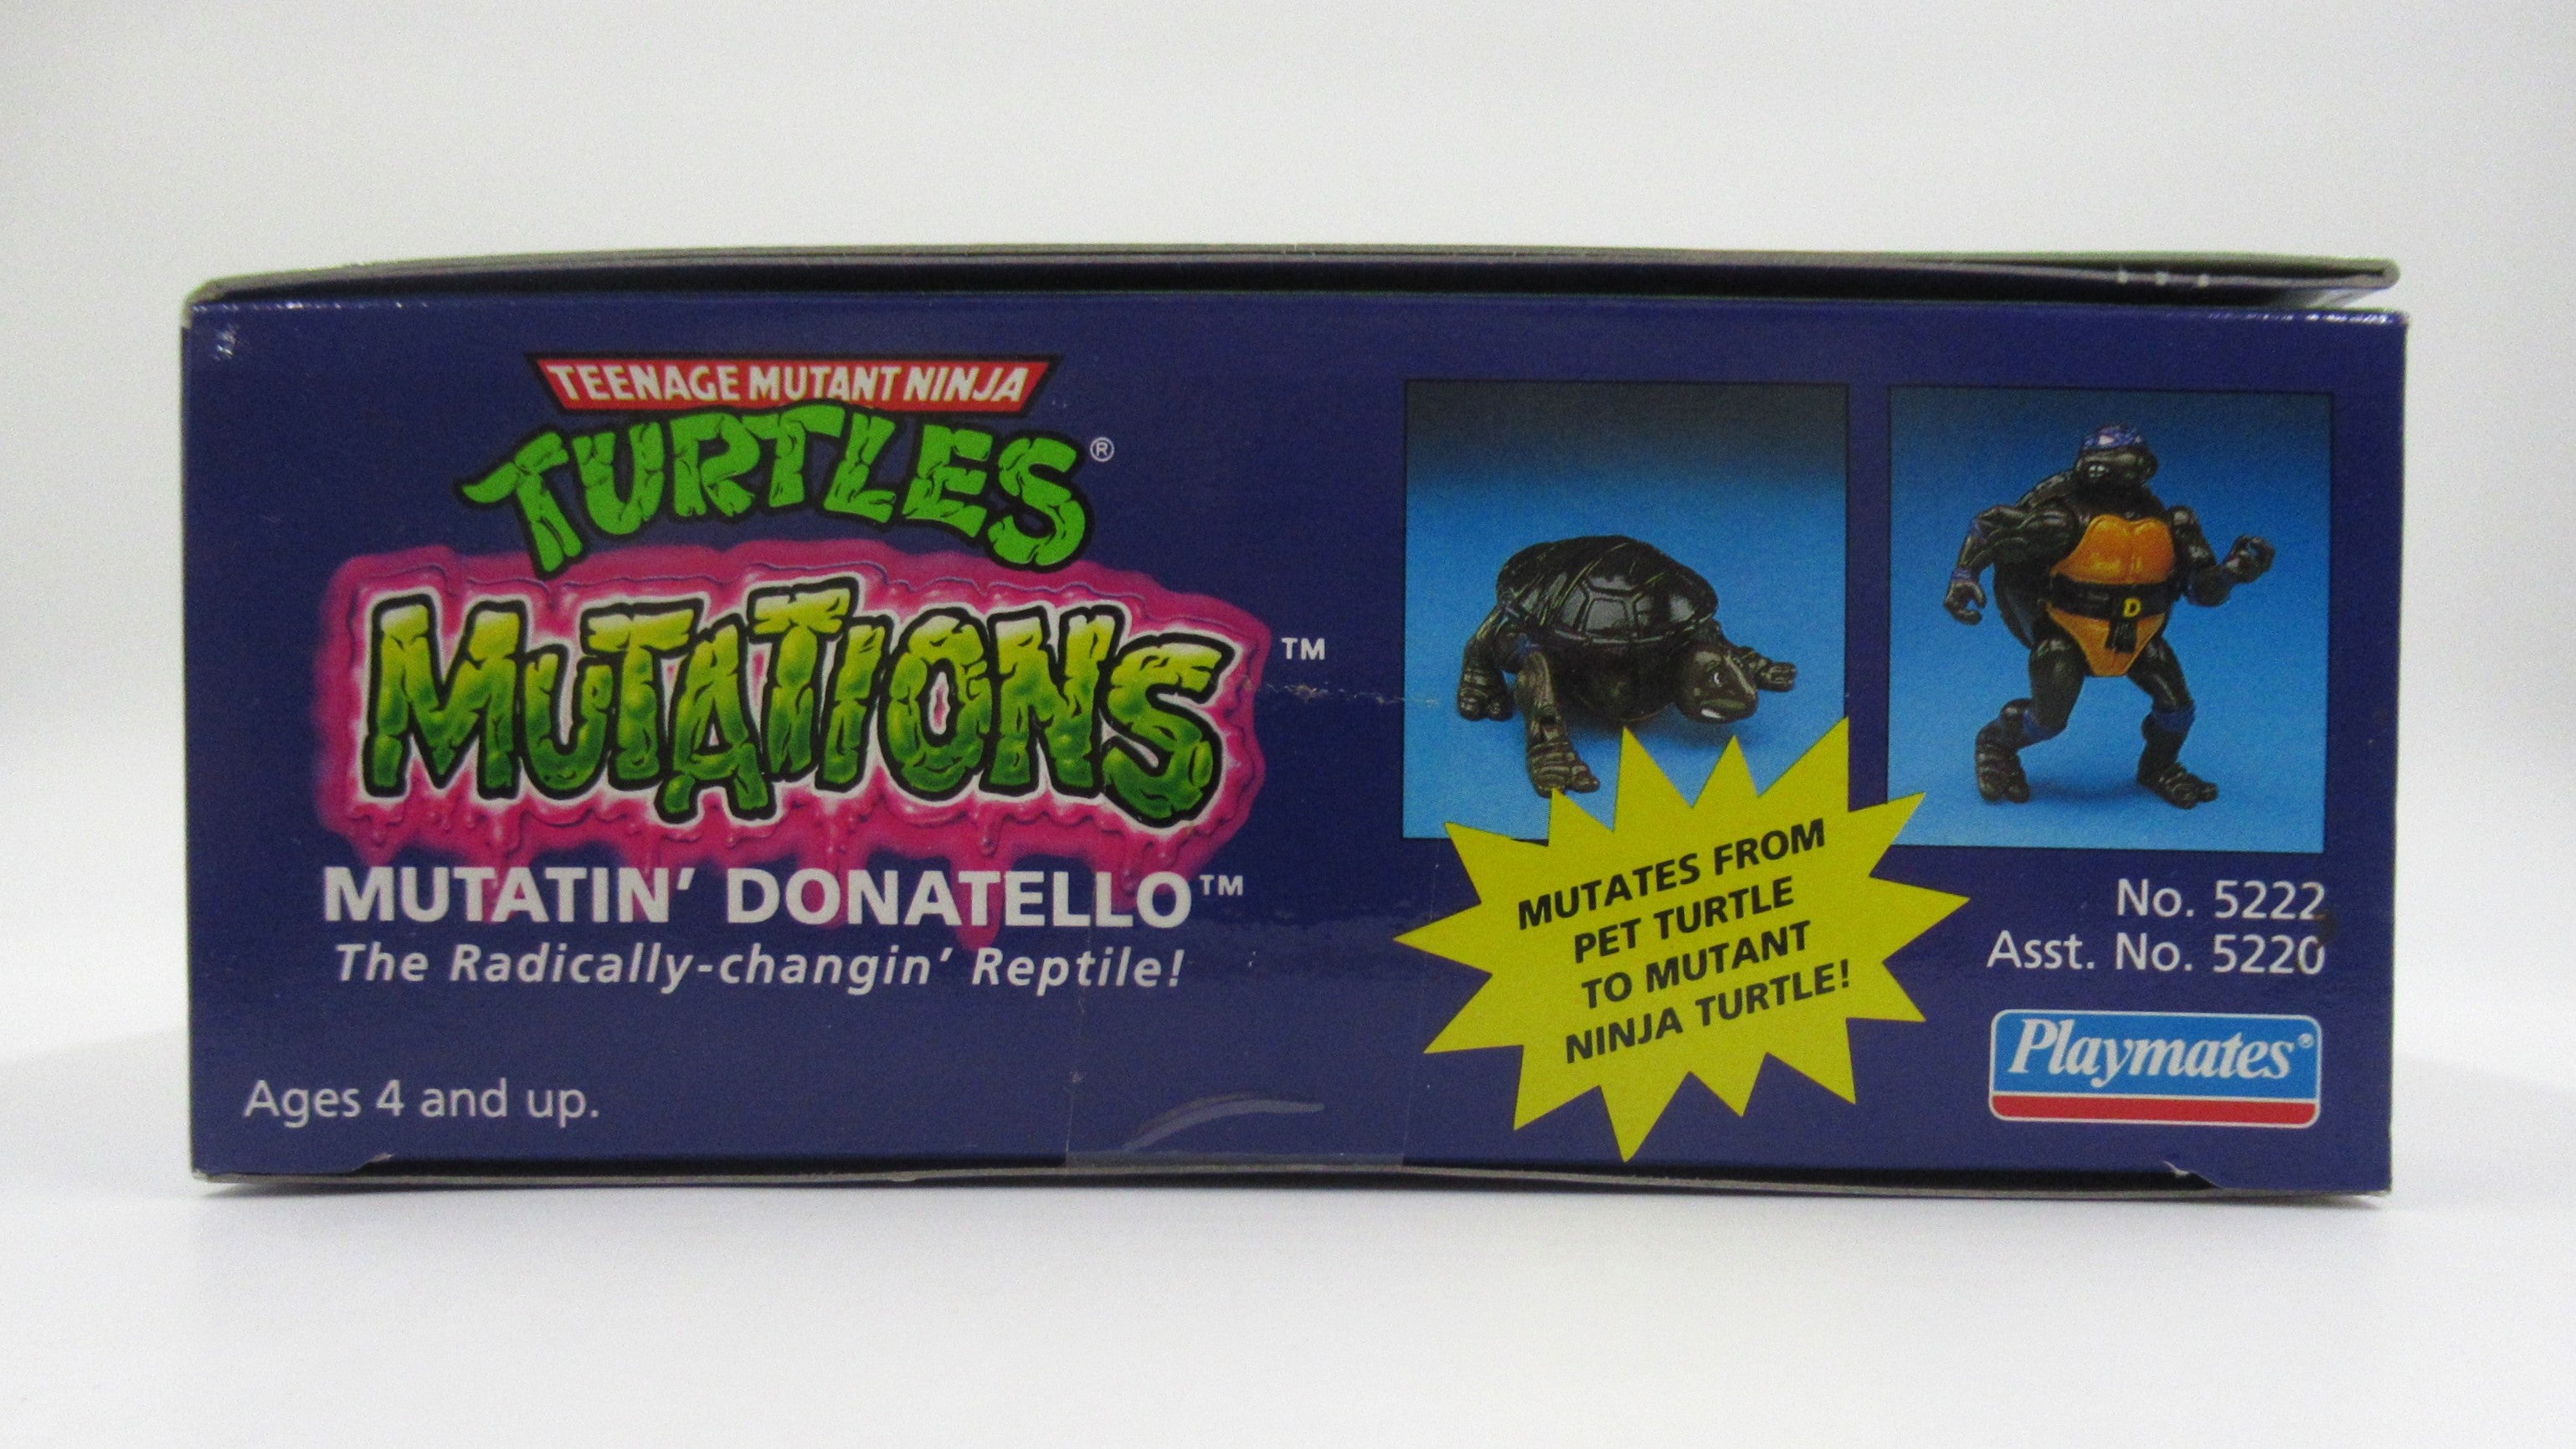 TEENAGE MUTANT NINJA
TURTLES®
MUTATIONS™
MUTATIN' DONATELLO™
The Radically-changin' Reptile!
Ages 4 and up.
D
MUTATES FROM
PET TURTLE
TO MUTANT
NINJA TURTLE!
No. 5222
Asst. No. 5220
Playmates®